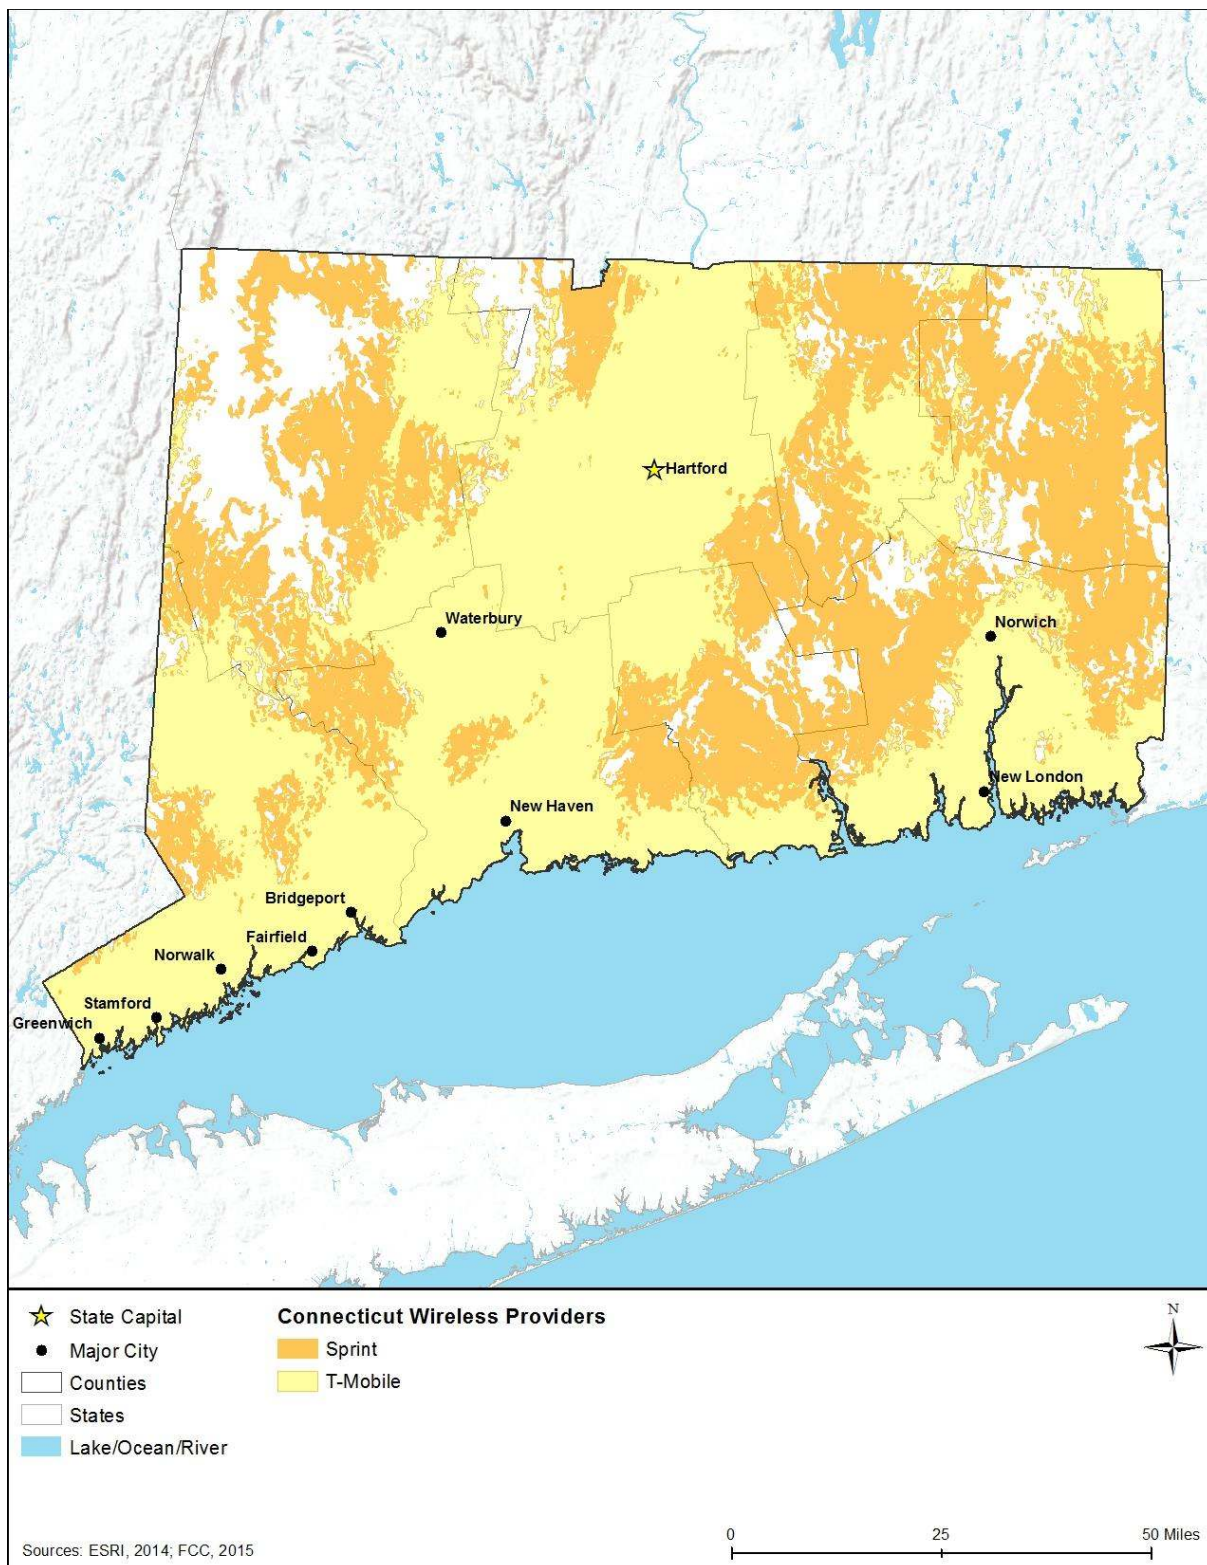 Hartford
Waterbury
Norwich
New London
New Haven
Bridgeport
Fairfield
Norwalk
Stamford
Greenwich
State Capital
Major City
Counties
States
Lake/Ocean/River
Connecticut Wireless Providers
Sprint
T-Mobile
N
0 25 50 Miles
Sources: ESRI, 2014; FCC, 2015